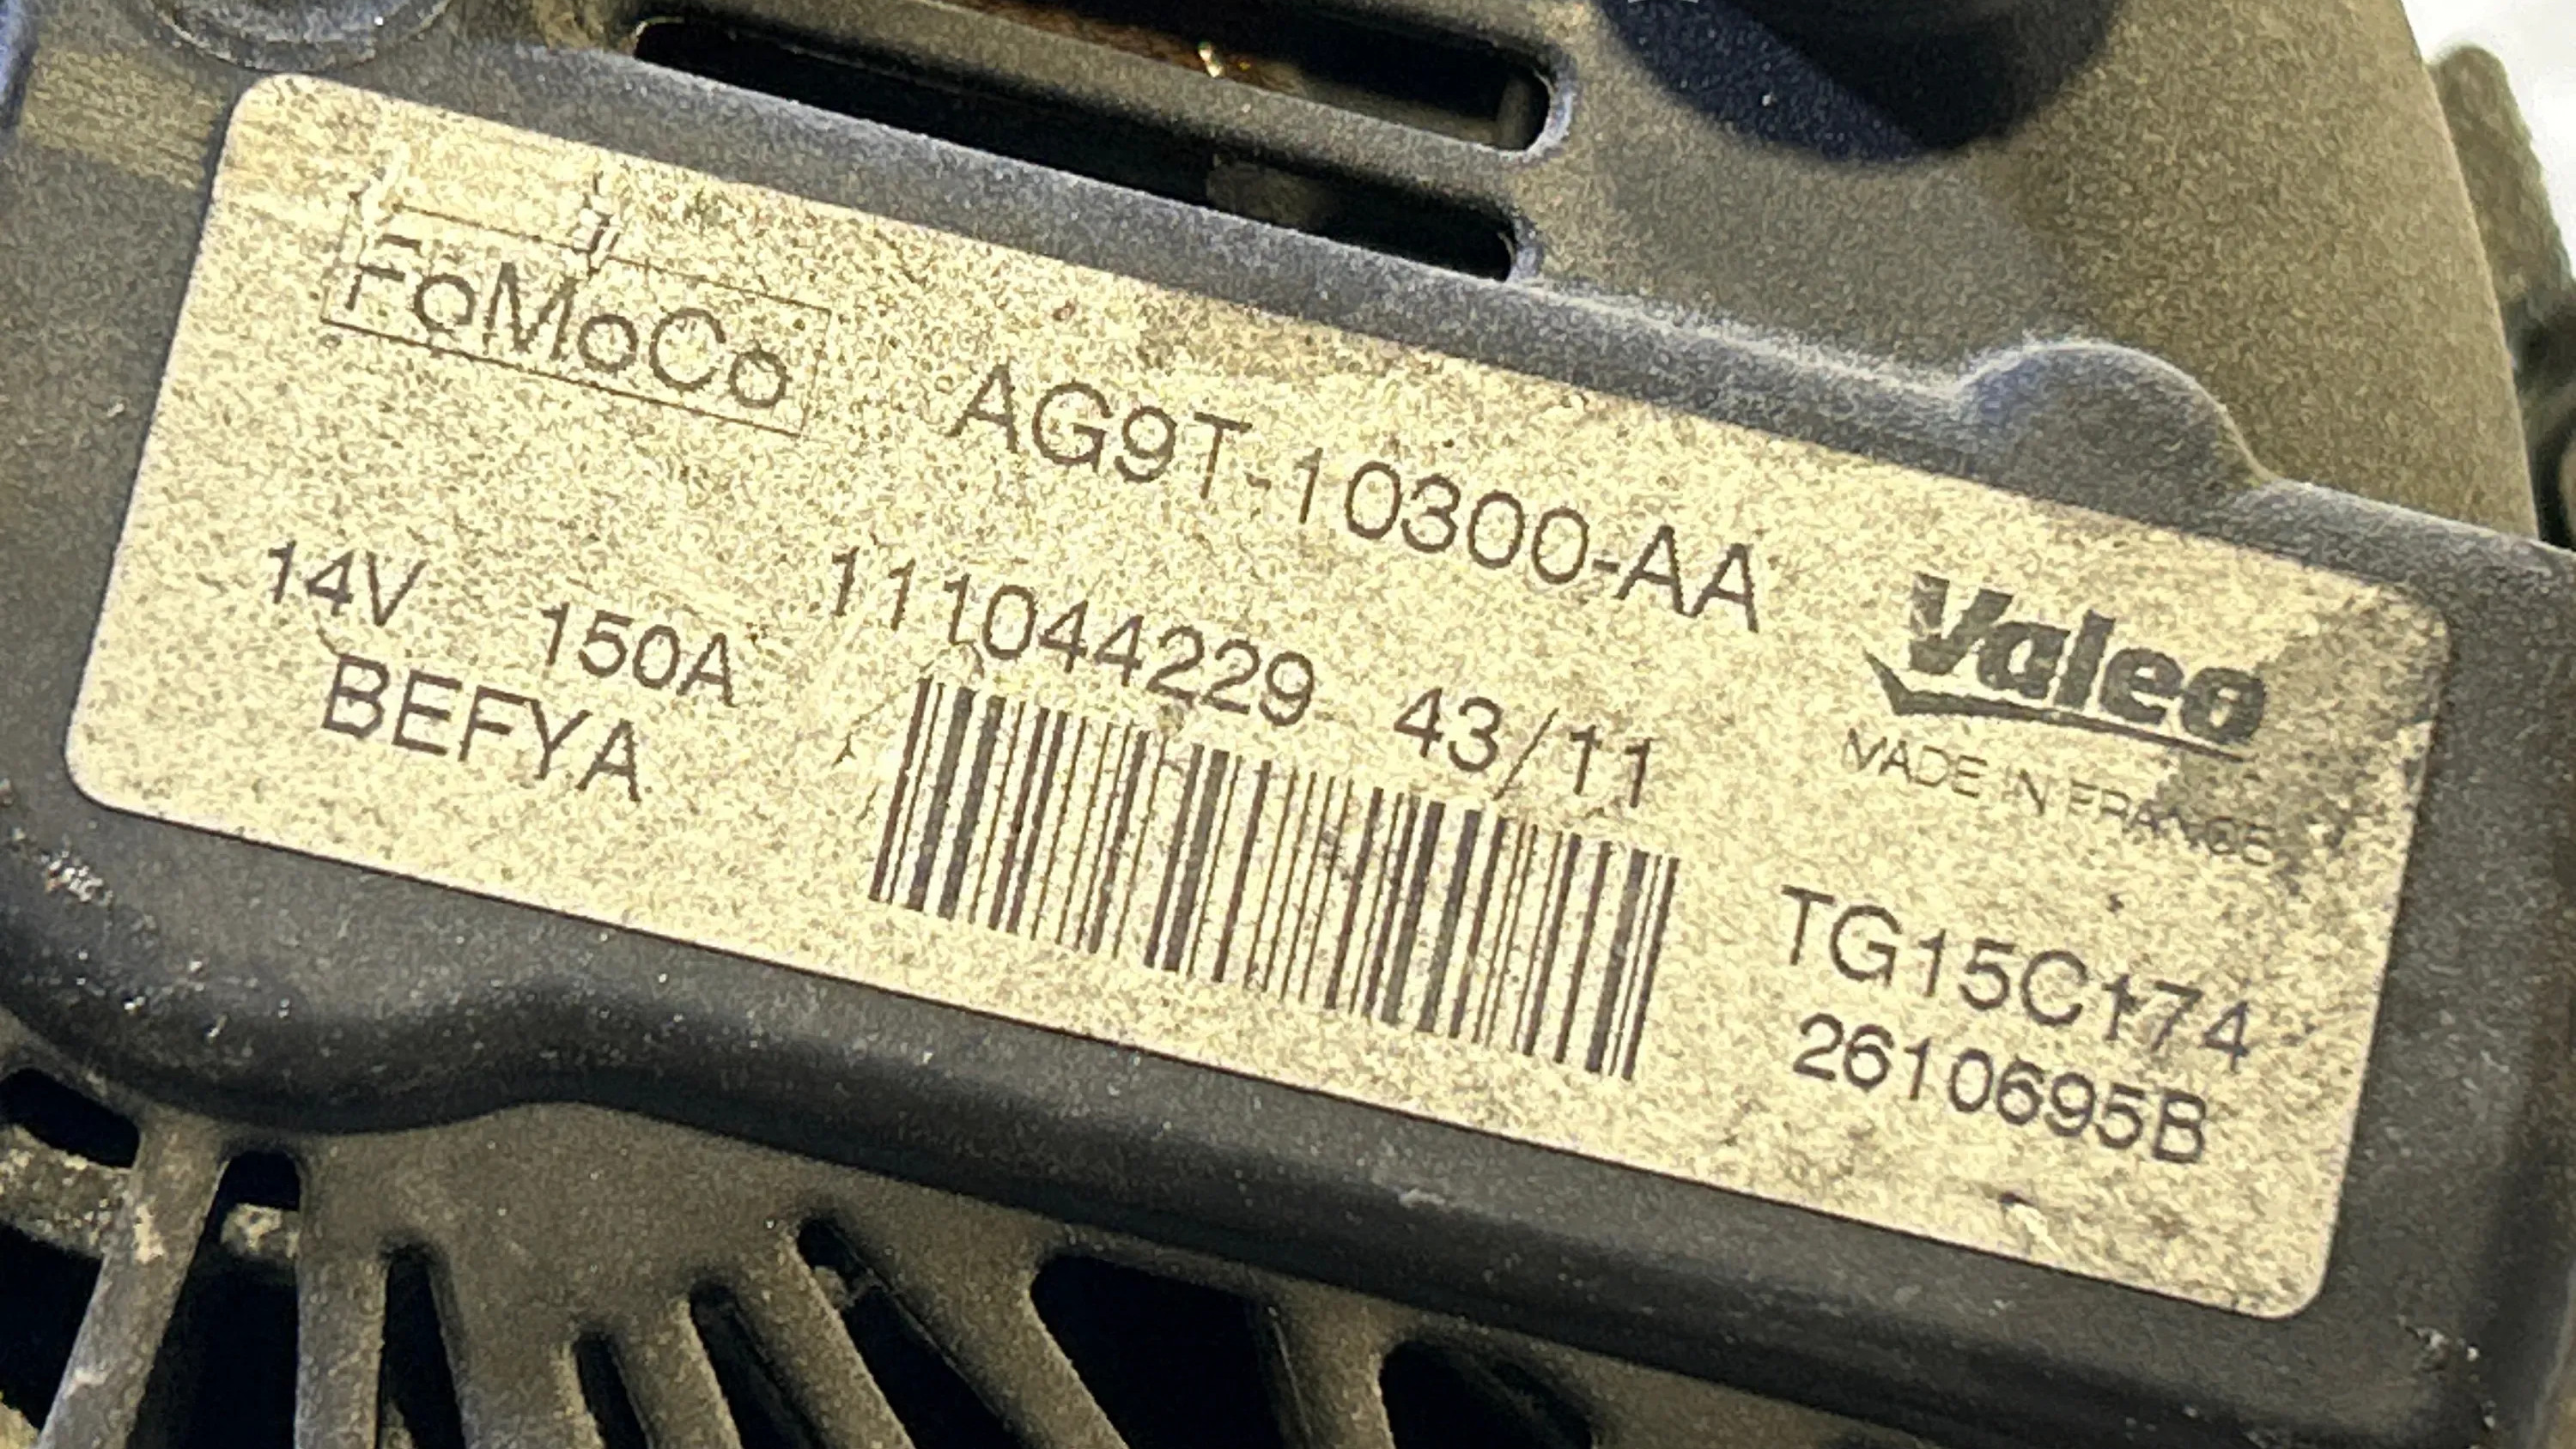 FoMoCo AG9T-10300-AA
Valeo
MADE IN FRANCE
14V 150A 111044229 43/11
BEFYA
TG15C174
2610695B